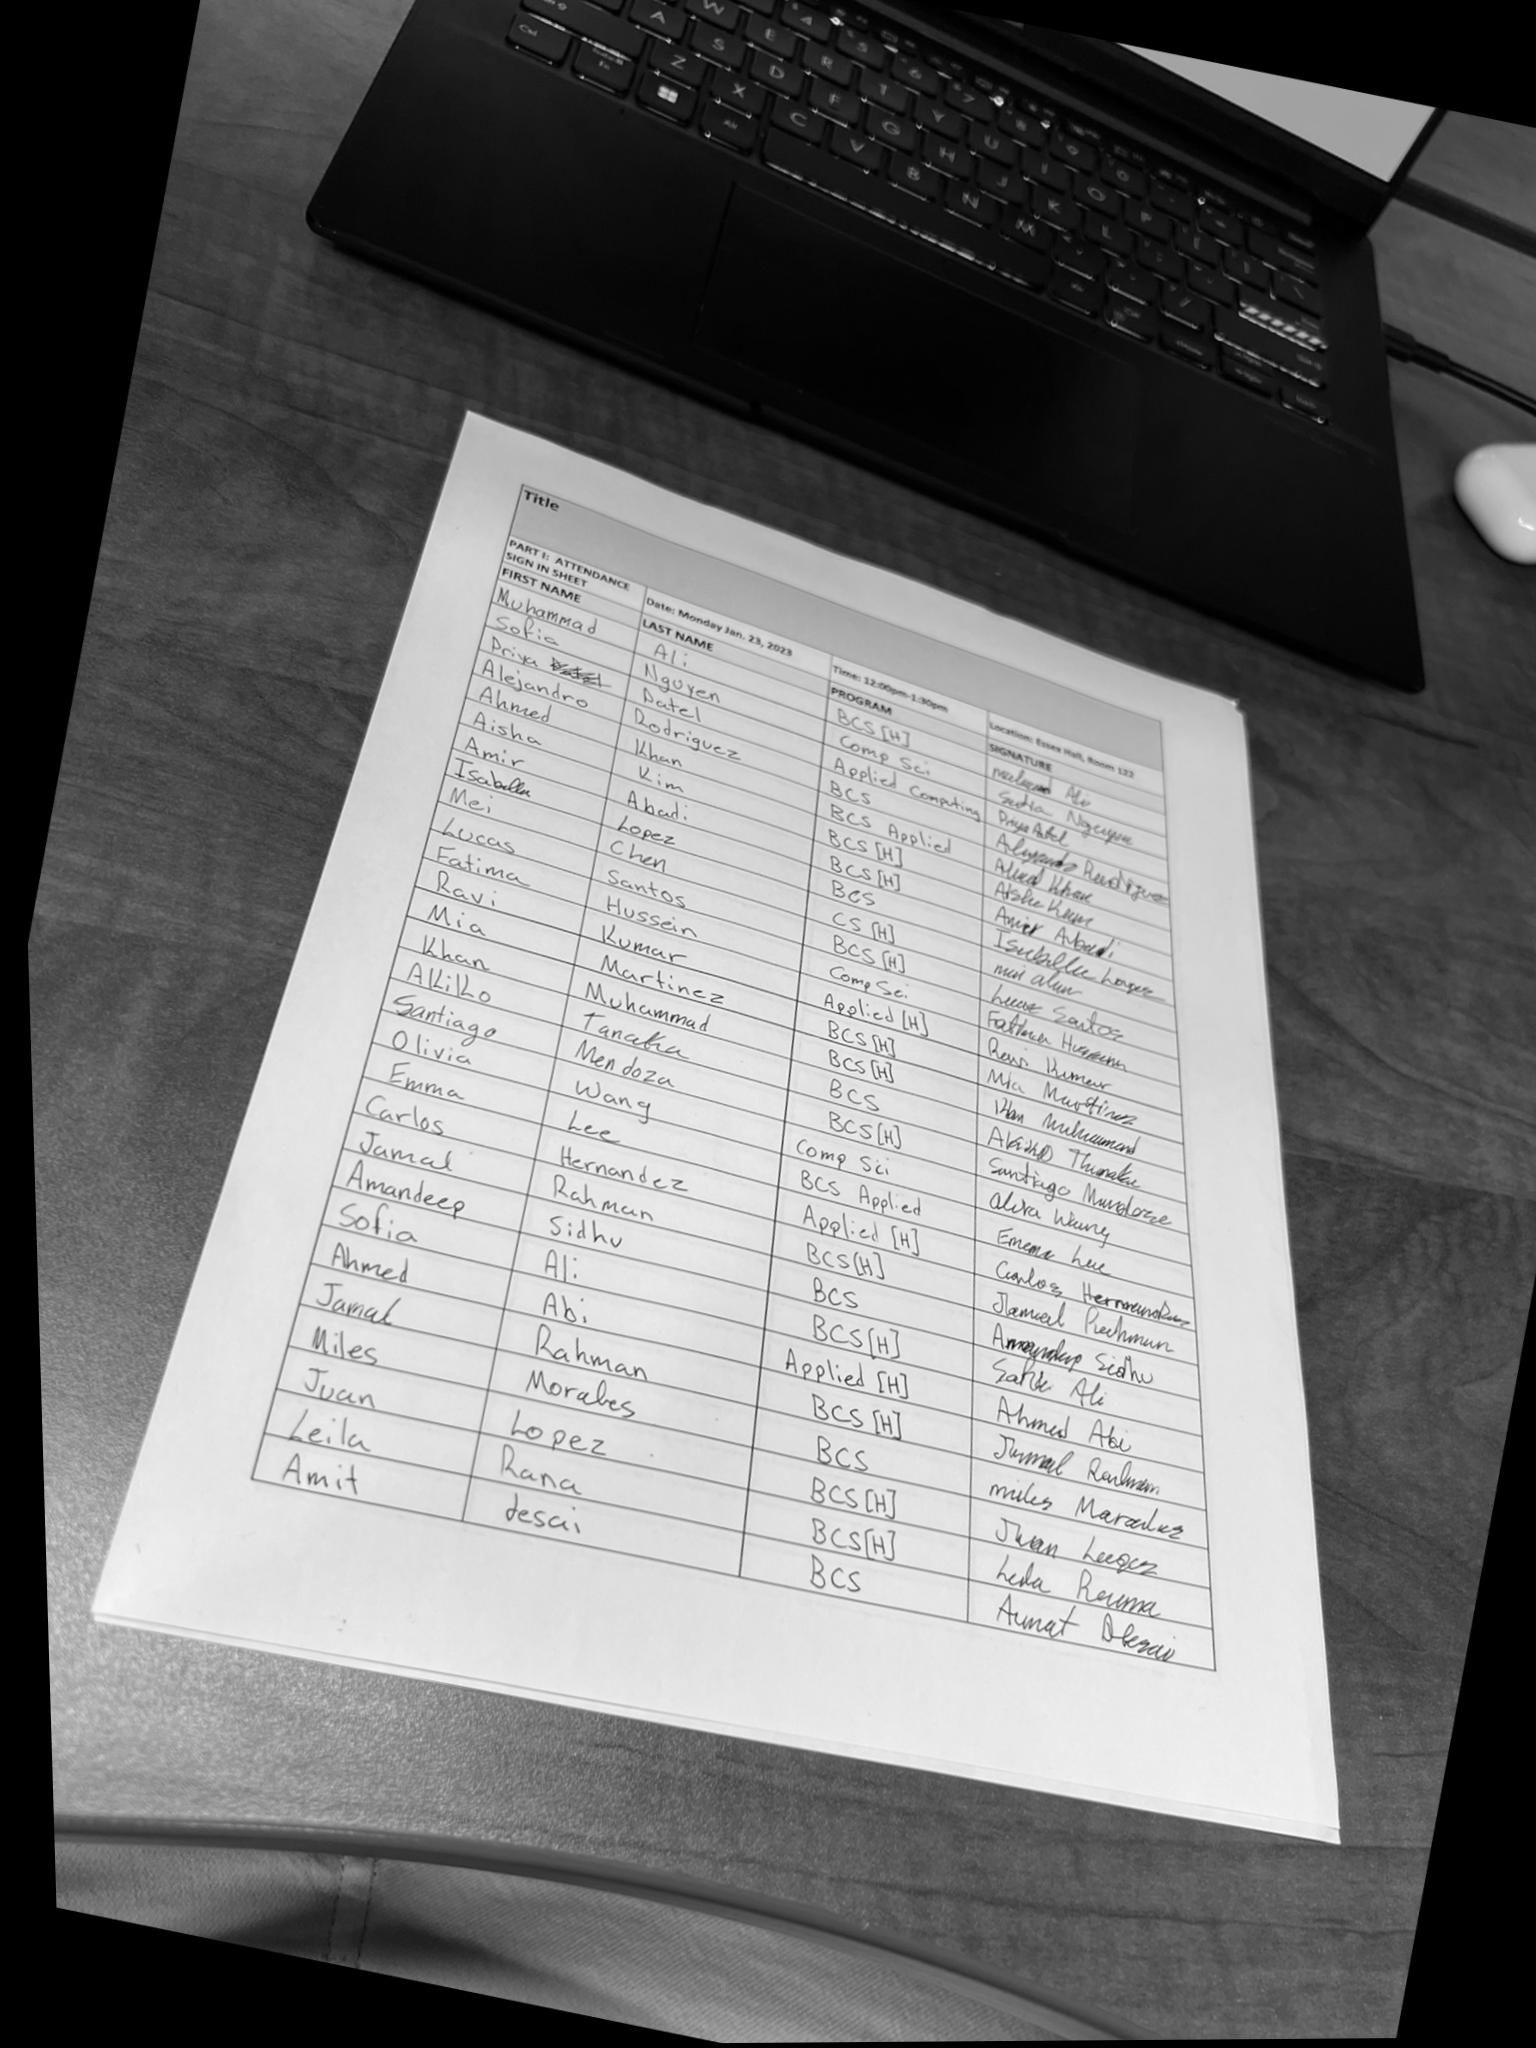 Title
PART I: ATTENDANCE SIGN IN SHEET Date: Monday Jan. 23, 2023 Time: 12:00pm-1:30pm Location: Essex Hall, Room 122
FIRST NAME LAST NAME PROGRAM SIGNATURE
Muhammad Ali BCS [H] Ali
Sofia Nguyen Comp Sci Sofia Nguyen
Priya Patel Applied Computing Priya Patel
Alejandro Rodriguez BCS Alejandro Rodriguez
Ahmed Khan BCS Applied Ahmed Khan
Aisha Kim BCS [H] Aisha Kim
Amir Abadi BCS [H] Amir Abadi
Isabella Lopez BCS Isabella Lopez
Mei Chen CS [H] mei chen
Lucas Santos BCS [H] Lucas Santos
Fatima Hussein Comp Sci Fatima Hussein
Ravi Kumar Applied [H] Ravi Kumar
Mia Martinez BCS [H] Mia Martinez
Khan Muhammad BCS [H] Khan Muhammad
AkiKo Tanaka BCS Akiko Tanaka
Santiago Mendoza BCS [H] Santiago Mendoza
Olivia Wang Comp Sci Wang
Emma Lee BCS Applied Emma Lee
Carlos Hernandez Applied [H] Carlos Hernandez
Jamal Rahman BCS [H] Jamal Rahman
Amandeep Sidhu BCS Amandeep Sidhu
Sofia Ali BCS [H] Sofia Ali
Ahmed Abi Applied [H] Ahmed Abi
Jamal Rahman BCS [H] Jamal Rahman
Miles Morales BCS miles Morales
Juan Lopez BCS [H] Juan Lopez
Leila Rana BCS [H] Leila Rana
Amit desai BCS Amit Desai